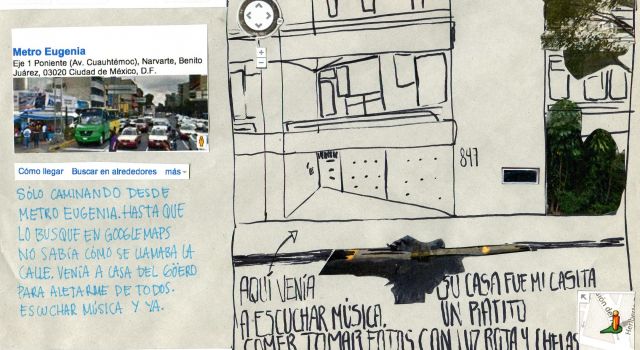 Metro Eugenia
Eje 1 Poniente (Av. Cuauhtémoc), Narvarte, Benito
Juárez, 03020 Ciudad de México, D.F.
Cómo llegar Buscar en alrededores más
SÓLO CAMINANDO DESDE
METRO EUGENIA. HASTA QUE
LO BUSQUE EN GOOGLEMAPS
NO SABÍA CÓMO SE LLAMABA LA
CALLE. VENÍA A CASA DEL GÜERO
PARA ALEJARME DE TODOS.
ESCUCHAR MÚSICA Y YA.
847
AQUÍ VENÍA
A ESCUCHAR MÚSICA.
COMER TOMAR FOTOS CON LUZ ROJA Y CHELAS
SU CASA FUE MI CASITA
UN RATITO